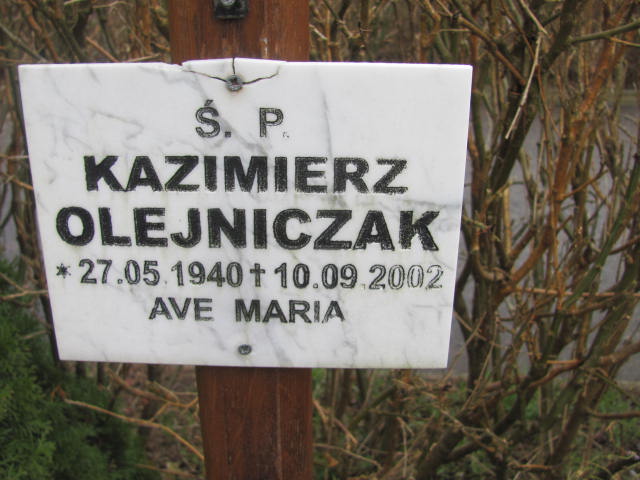 Ś. P.
KAZIMIERZ
OLEJNICZAK
* 27.05.1940 † 10.09.2002
AVE MARIA